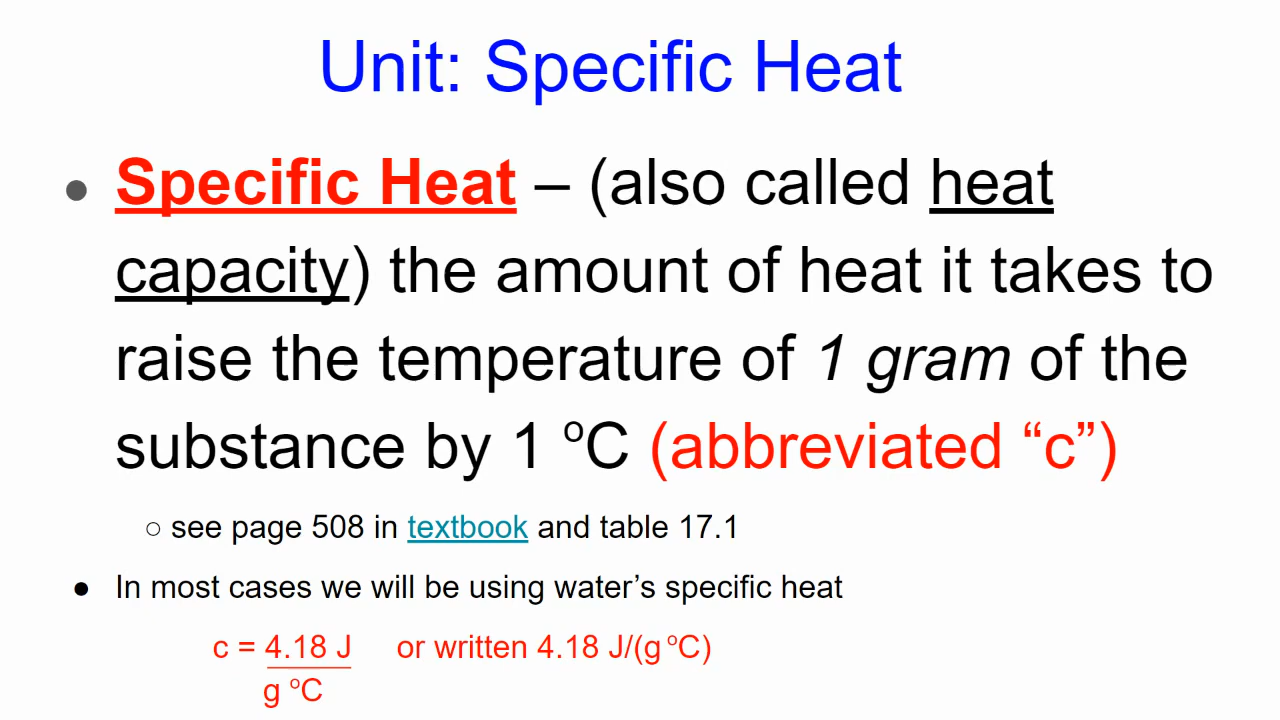 Unit: Specific Heat
● Specific Heat – (also called heat
capacity) the amount of heat it takes to
raise the temperature of 1 gram of the
substance by 1 ºC (abbreviated “c”)
○ see page 508 in textbook and table 17.1
● In most cases we will be using water’s specific heat
c = 4.18 J or written 4.18 J/(g ºC)
g ºC